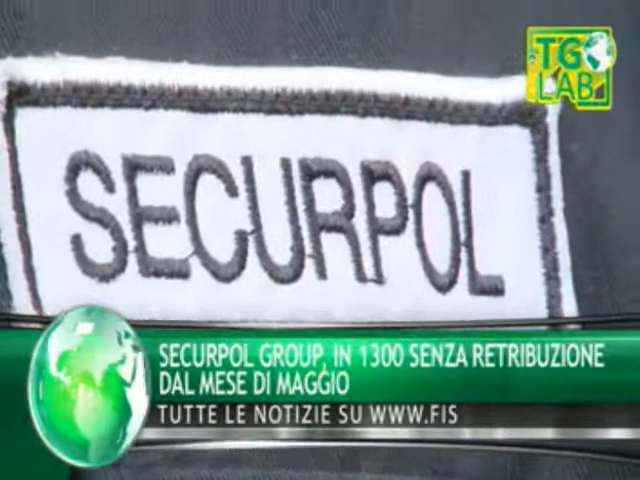 TG
LAB
SECURPOL
SECURPOL GROUP, IN 1300 SENZA RETRIBUZIONE
DAL MESE DI MAGGIO
TUTTE LE NOTIZIE SU WWW.FIS